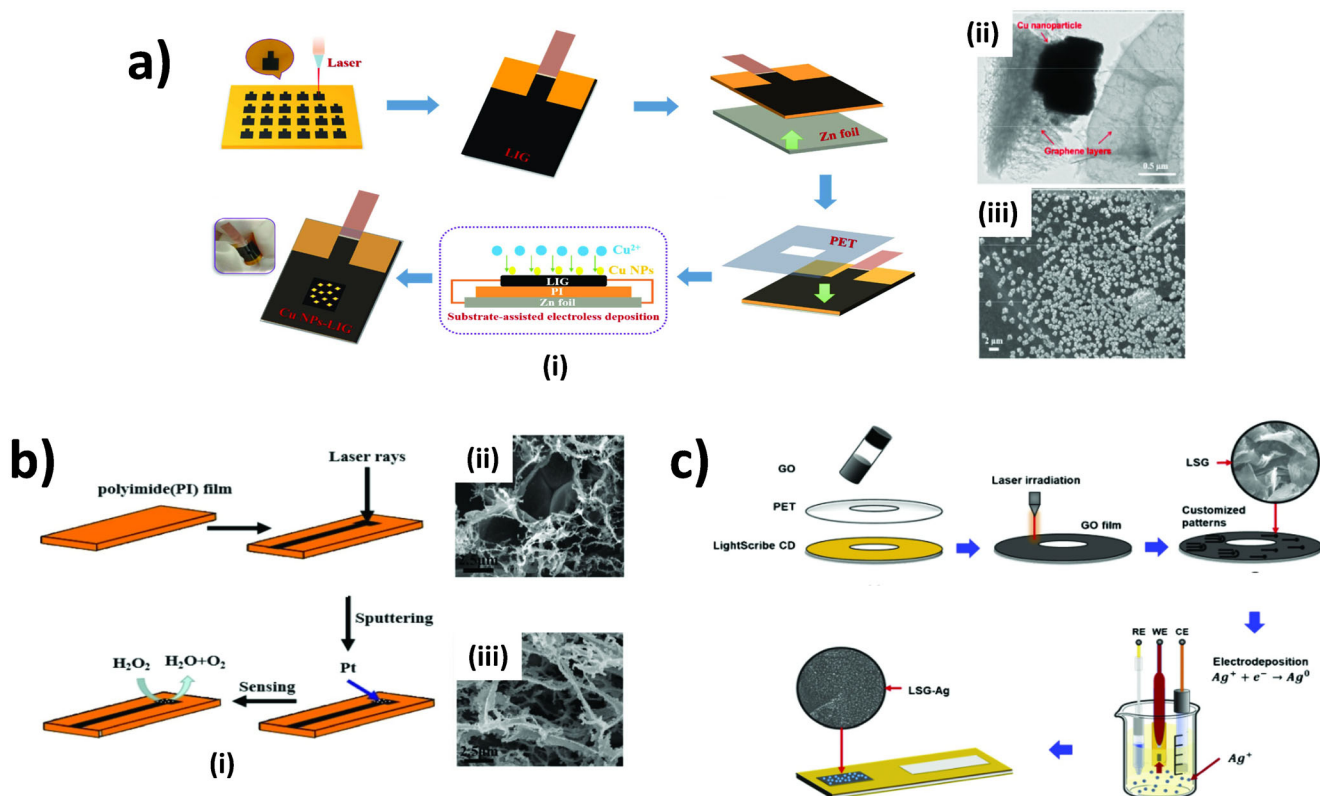 a)
Laser
LIG
Zn foil
PET
Cu²⁺
Cu NPs
LIG
PI
Zn foil
Substrate-assisted electroless deposition
Cu NPs-LIG
(i)
(ii)
Cu nanoparticle
Graphene layers
0.5 μm
(iii)
2 μm
b)
polyimide(PI) film
Laser rays
Sputtering
Pt
Sensing
H₂O₂
H₂O+O₂
(i)
(ii)
(iii)
2.5μm
c)
GO
PET
LightScribe CD
Laser irradiation
GO film
LSG
Customized
patterns
RE WE CE
Electrodeposition
Ag⁺ + e⁻ → Ag⁰
Ag⁺
LSG-Ag